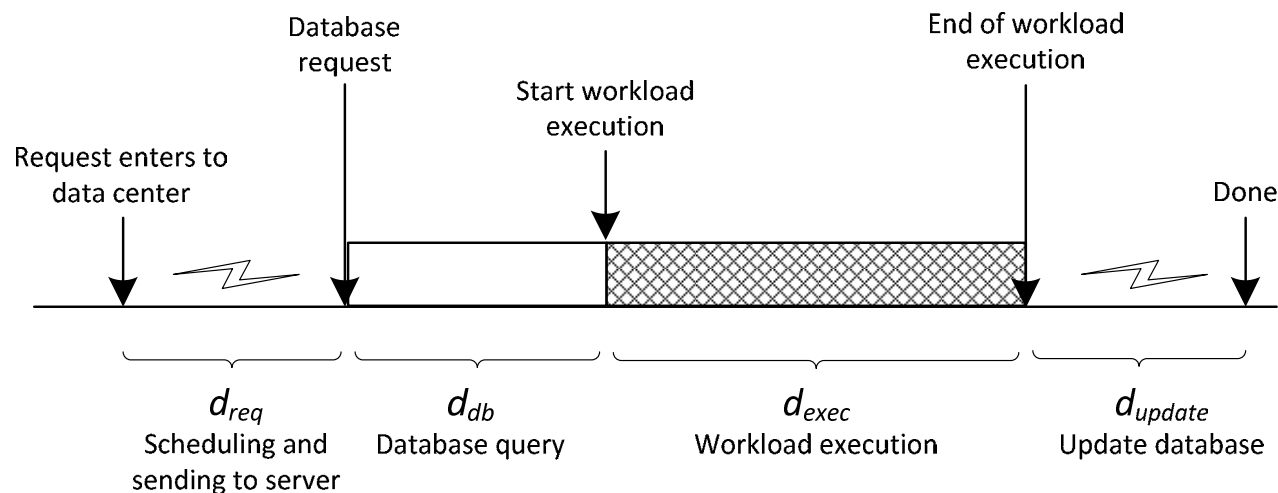 Database
request
End of workload
execution
Start workload
execution
Request enters to
data center
Done
d_req
Scheduling and
sending to server
d_db
Database query
d_exec
Workload execution
d_update
Update database